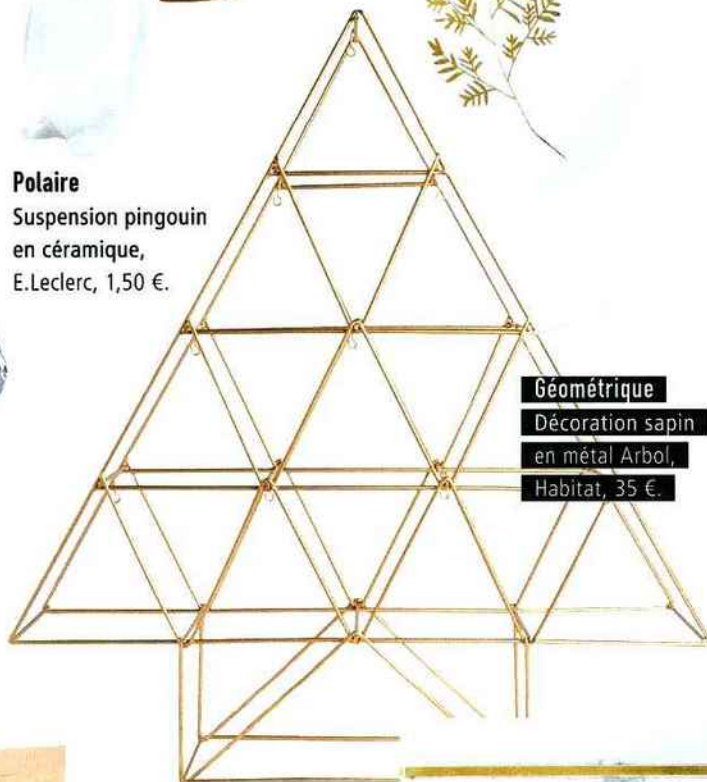 Polaire
Suspension pingouin
en céramique,
E.Leclerc, 1,50 €.
Géométrique
Décoration sapin
en métal Arbol,
Habitat, 35 €.